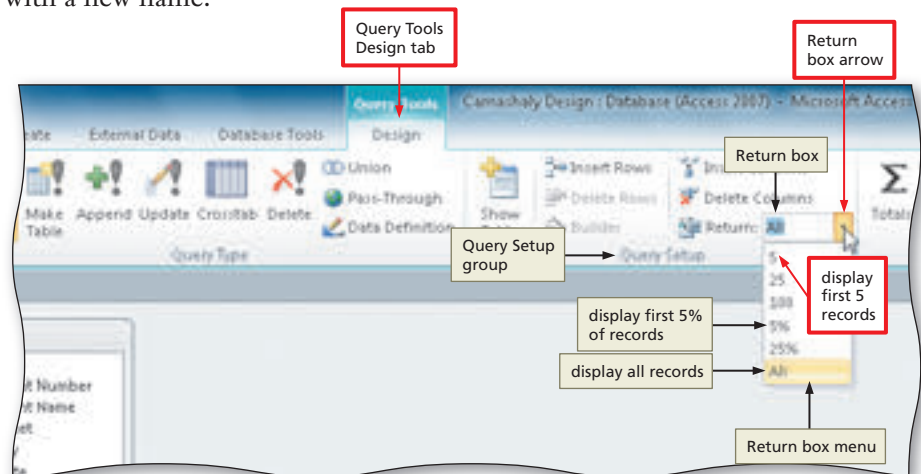 with a new name.
Query Tools
Design tab
Return
box arrow
Query Tools
Camashaly Design : Database (Access 2007) - Microsoft Access
External Data
Database Tools
Design
Return box
Make
Table
Append
Update
Crosstab
Delete
Union
Pass-Through
Data Definition
Show
Insert Rows
Delete Rows
Builder
Delete Columns
Return:
All
Totals
Query Type
Query Setup
Query Setup
group
5
25
100
5%
25%
All
display
first 5
records
display first 5%
of records
display all records
Return box menu
t Number
t Name
et